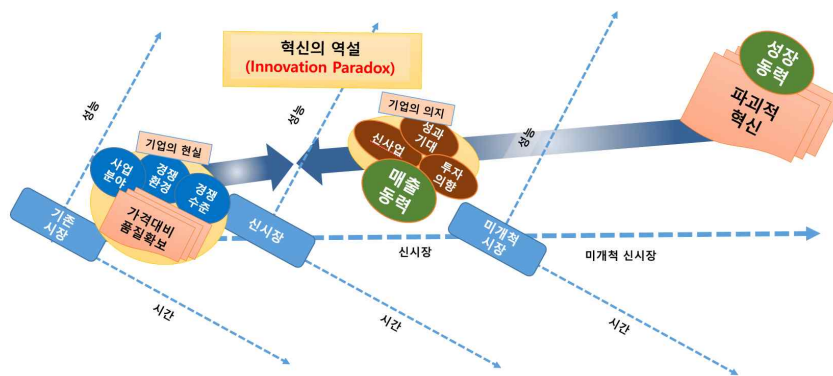 혁신의 역설
(Innovation Paradox)
성능
성능
성능
기업의 현실
사업
분야
경쟁
환경
경쟁
수준
가격대비
품질확보
기존
시장
신시장
기업의 의지
성과
기대
신사업
투자
의향
매출
동력
미개척
시장
성장
동력
파괴적
혁신
신시장
미개척 신시장
시간
시간
시간